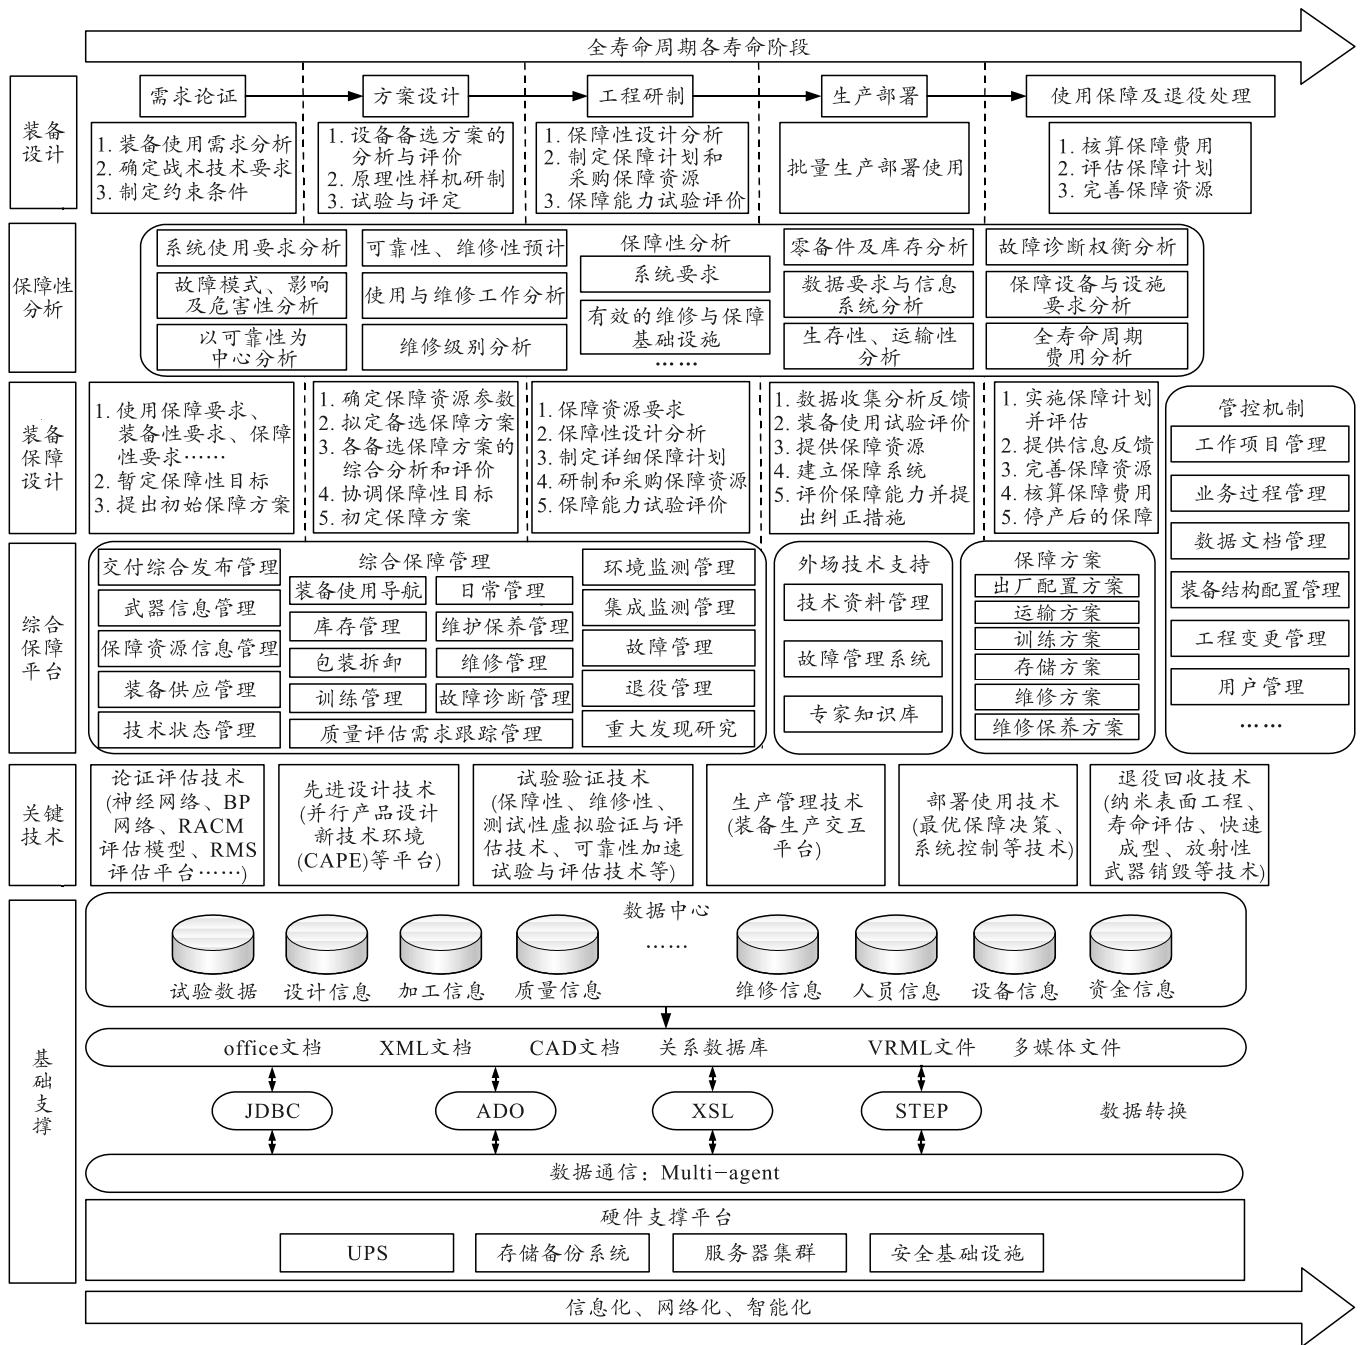 全寿命周期各寿命阶段
装备
设计
需求论证
方案设计
工程研制
生产部署
使用保障及退役处理
1. 装备使用需求分析
2. 确定战术技术要求
3. 制定约束条件
1. 设备备选方案的
分析与评价
2. 原理性样机研制
3. 试验与评定
1. 保障性设计分析
2. 制定保障计划和
采购保障资源
3. 保障能力试验评价
批量生产部署使用
1. 核算保障费用
2. 评估保障计划
3. 完善保障资源
保障性
分析
系统使用要求分析
故障模式、影响
及危害性分析
以可靠性为
中心分析
可靠性、维修性预计
使用与维修工作分析
维修级别分析
保障性分析
系统要求
有效的维修与保障
基础设施
……
零备件及库存分析
数据要求与信息
系统分析
生存性、运输性
分析
故障诊断权衡分析
保障设备与设施
要求分析
全寿命周期
费用分析
装备
保障
设计
1. 使用保障要求、
装备性要求、保障
性要求……
2. 暂定保障性目标
3. 提出初始保障方案
1. 确定保障资源参数
2. 拟定备选保障方案
3. 各备选保障方案的
综合分析和评价
4. 协调保障性目标
5. 初定保障方案
1. 保障资源要求
2. 保障性设计分析
3. 制定详细保障计划
4. 研制和采购保障资源
5. 保障能力试验评价
1. 数据收集分析反馈
2. 装备使用试验评价
3. 提供保障资源
4. 建立保障系统
5. 评价保障能力并提
出纠正措施
1. 实施保障计划
并评估
2. 提供信息反馈
3. 完善保障资源
4. 核算保障费用
5. 停产后的保障
管控机制
工作项目管理
业务过程管理
数据文档管理
装备结构配置管理
工程变更管理
用户管理
……
综合
保障
平台
交付综合发布管理
武器信息管理
保障资源信息管理
装备供应管理
技术状态管理
综合保障管理
装备使用导航
日常管理
库存管理
维护保养管理
包装拆卸
维修管理
训练管理
故障诊断管理
质量评估需求跟踪管理
环境监测管理
集成监测管理
故障管理
退役管理
重大发现研究
外场技术支持
技术资料管理
故障管理系统
专家知识库
保障方案
出厂配置方案
运输方案
训练方案
存储方案
维修方案
维修保养方案
关键
技术
论证评估技术
(神经网络、BP
网络、RACM
评估模型、RMS
评估平台……)
先进设计技术
(并行产品设计
新技术环境
(CAPE)等平台)
试验验证技术
(保障性、维修性、
测试性虚拟验证与评
估技术、可靠性加速
试验与评估技术等)
生产管理技术
(装备生产交互
平台)
部署使用技术
(最优保障决策、
系统控制等技术)
退役回收技术
(纳米表面工程、
寿命评估、快速
成型、放射性
武器销毁等技术)
基
础
支
撑
数据中心
……
试验数据
设计信息
加工信息
质量信息
维修信息
人员信息
设备信息
资金信息
office文档
XML文档
CAD文档
关系数据库
VRML文件
多媒体文件
JDBC
ADO
XSL
STEP
数据转换
数据通信：Multi-agent
硬件支撑平台
UPS
存储备份系统
服务器集群
安全基础设施
信息化、网络化、智能化